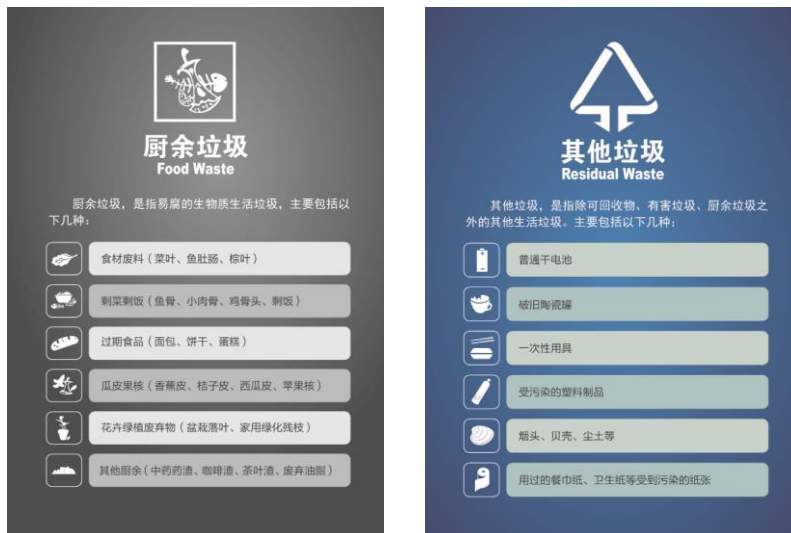 厨余垃圾
Food Waste
厨余垃圾，是指易腐的生物质生活垃圾，主要包括以
下几种：
食材废料（菜叶、鱼肚肠、棕叶）
剩菜剩饭（鱼骨、小肉骨、鸡骨头、剩饭）
过期食品（面包、饼干、蛋糕）
瓜皮果核（香蕉皮、桔子皮、西瓜皮、苹果核）
花卉绿植废弃物（盆栽落叶、家用绿化残枝）
其他厨余（中药药渣、咖啡渣、茶叶渣、废弃油脂）
其他垃圾
Residual Waste
其他垃圾，是指除可回收物、有害垃圾、厨余垃圾之
外的其他生活垃圾。主要包括以下几种：
普通干电池
破旧陶瓷罐
一次性用具
受污染的塑料制品
烟头、贝壳、尘土等
用过的餐巾纸、卫生纸等受到污染的纸张